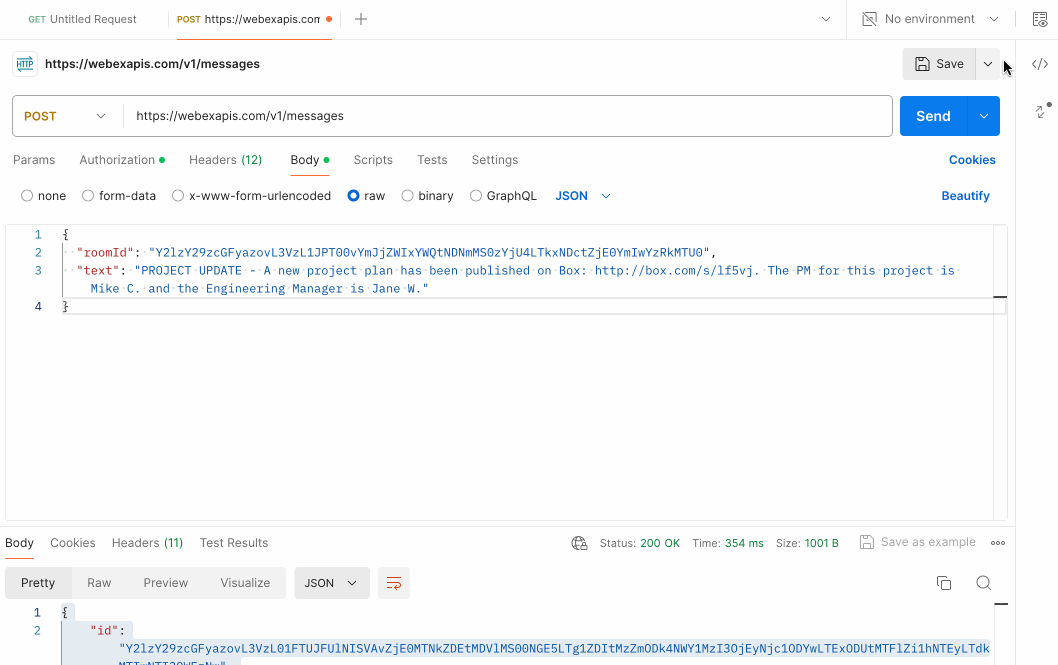 GET Untitled Request POST https://webexapis.com No environment
HTTP https://webexapis.com/v1/messages Save
POST https://webexapis.com/v1/messages Send
Params Authorization Headers (12) Body Scripts Tests Settings Cookies
none form-data x-www-form-urlencoded raw binary GraphQL JSON Beautify
1 {
2 "roomId": "Y2lzY29zcGFyazovL3VzL1JPT00vYmJjZWIxYWQtNDNmMS0zYjU4LTkxNDctZjE0YmIwYzRkMTU0",
3 "text": "PROJECT UPDATE - A new project plan has been published on Box: http://box.com/s/lf5vj. The PM for this project is
Mike C. and the Engineering Manager is Jane W."
4 }
Body Cookies Headers (11) Test Results Status: 200 OK Time: 354 ms Size: 1001 B Save as example
Pretty Raw Preview Visualize JSON
1 {
2 "id":
"Y2lzY29zcGFyazovL3VzL01FTUJFUlNISVAvZjE0MTNkZDEtMDVlMS00NGE5LTg1ZDItMzZmODk4NWY1MzI3OjEyNjc1ODYwLTExODUtMTFlZi1hNTEyLTdk